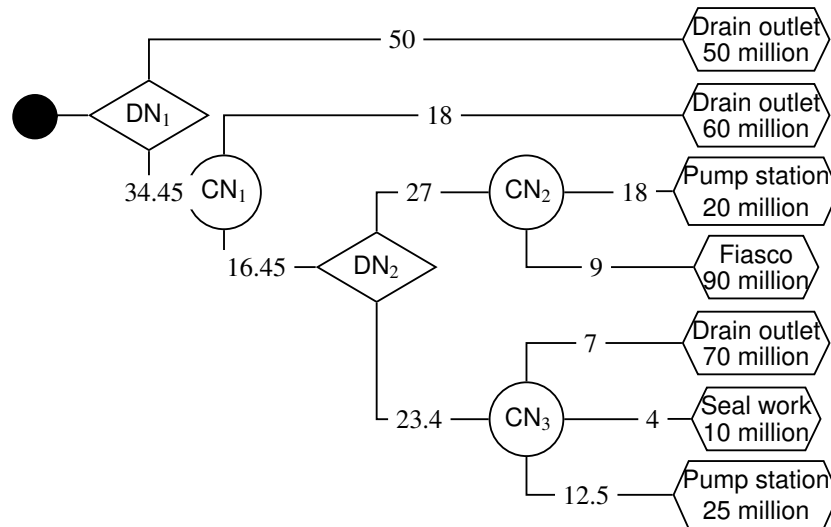 50
Drain outlet
50 million
DN₁
18
Drain outlet
60 million
34.45
CN₁
27
CN₂
18
Pump station
20 million
16.45
DN₂
9
Fiasco
90 million
7
Drain outlet
70 million
23.4
CN₃
4
Seal work
10 million
12.5
Pump station
25 million